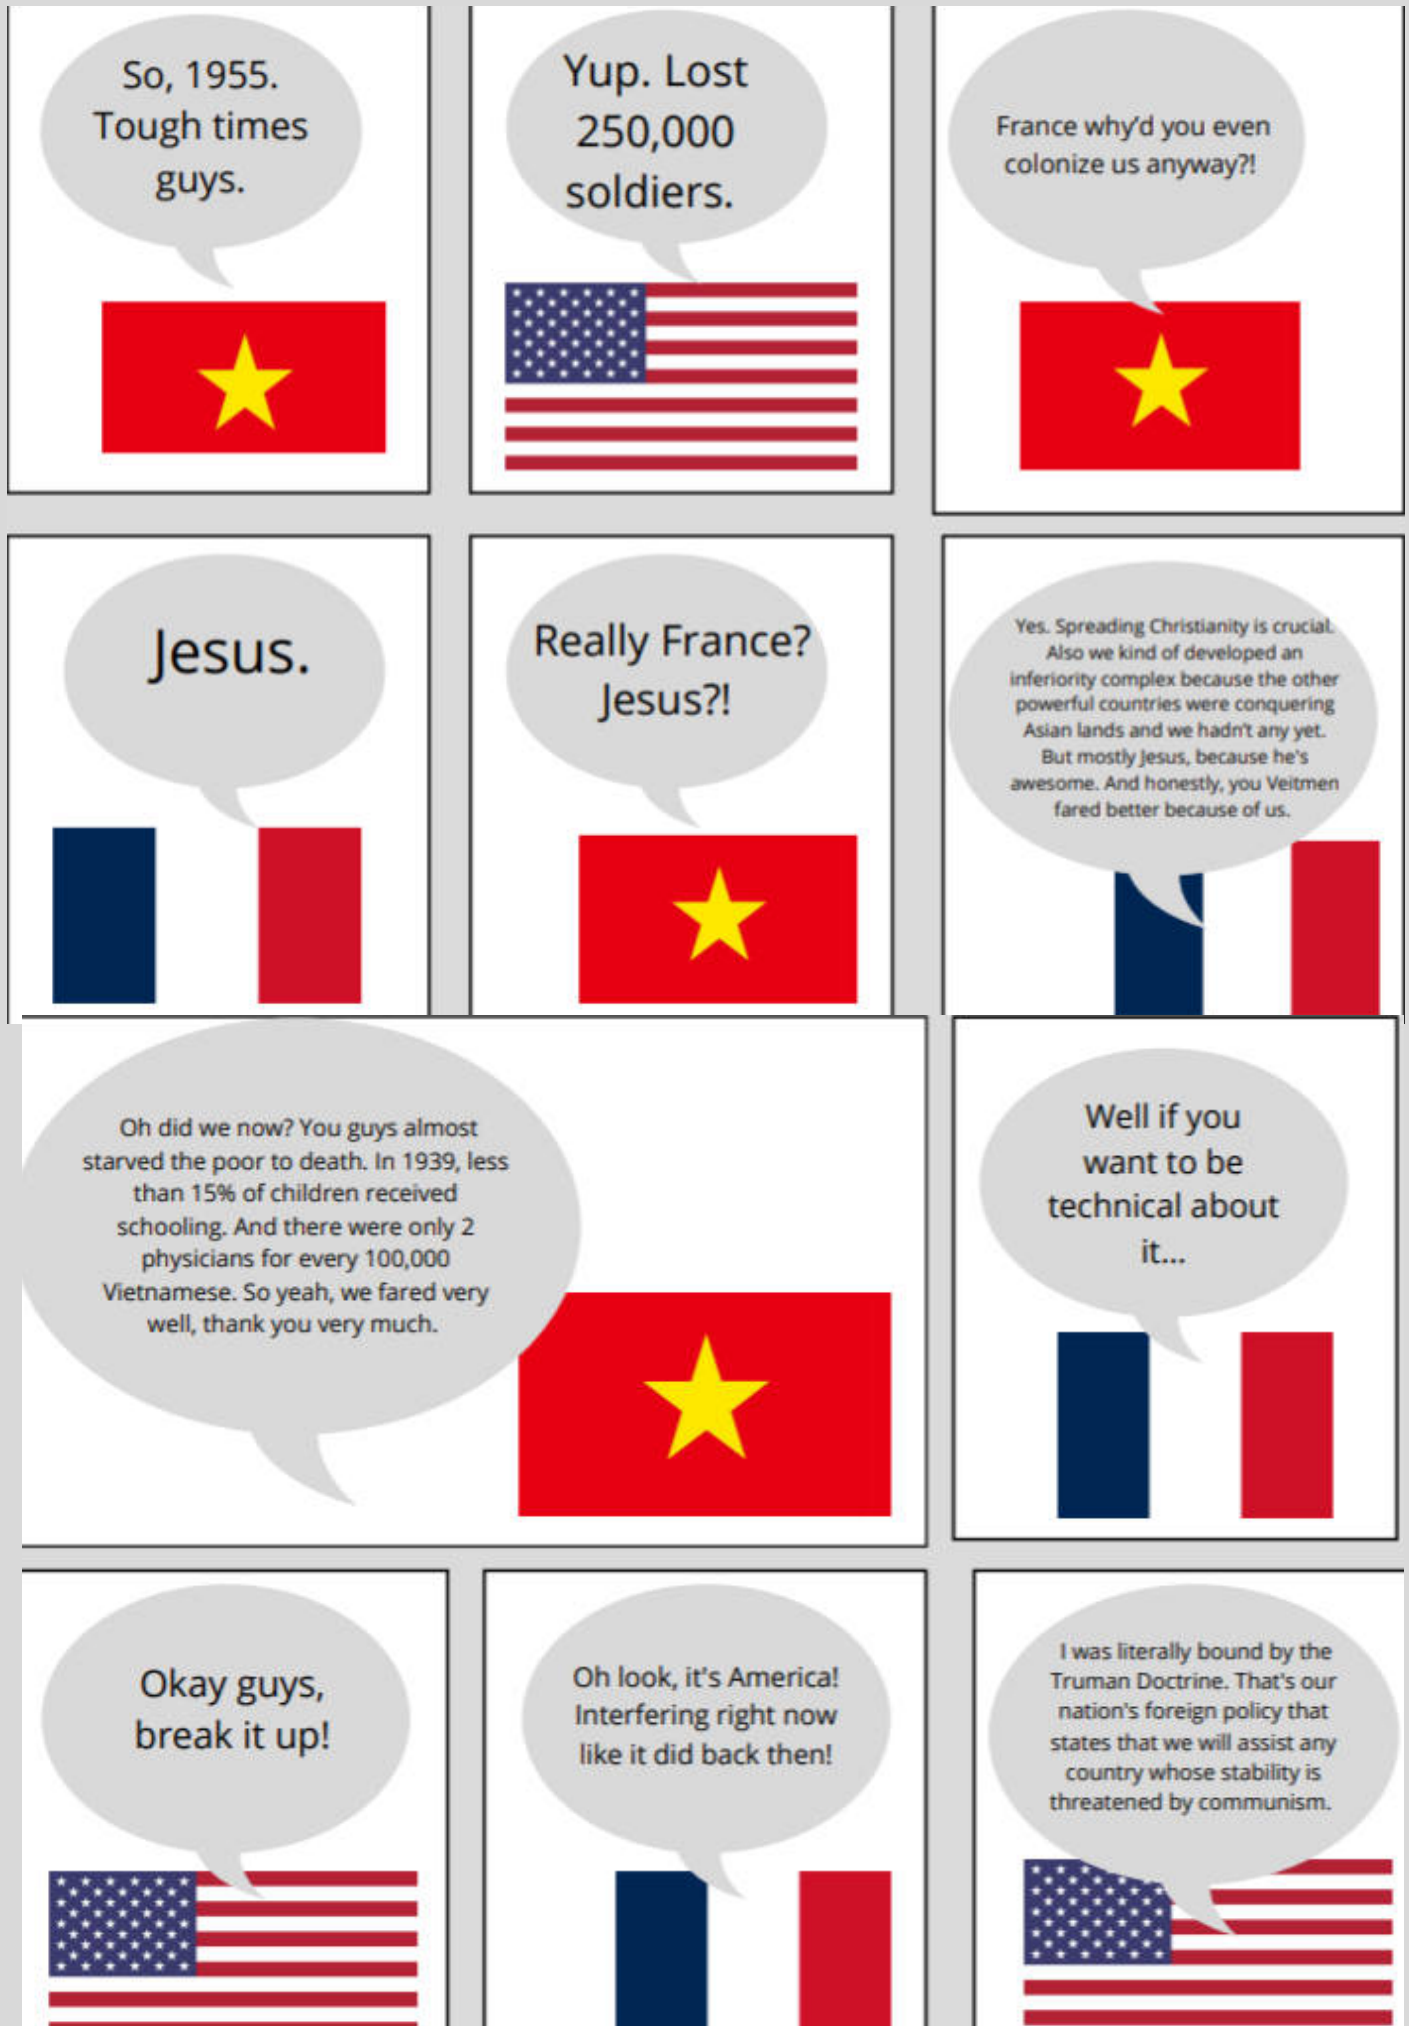 So, 1955.
Tough times
guys.
Yup. Lost
250,000
soldiers.
France why'd you even
colonize us anyway?!
Jesus.
Really France?
Jesus?!
Yes. Spreading Christianity is crucial.
Also we kind of developed an
inferiority complex because the other
powerful countries were conquering
Asian lands and we hadn't any yet.
But mostly Jesus, because he's
awesome. And honestly, you Veitmen
fared better because of us.
Oh did we now? You guys almost
starved the poor to death. In 1939, less
than 15% of children received
schooling. And there were only 2
physicians for every 100,000
Vietnamese. So yeah, we fared very
well, thank you very much.
Well if you
want to be
technical about
it...
Okay guys,
break it up!
Oh look, it's America!
Interfering right now
like it did back then!
I was literally bound by the
Truman Doctrine. That's our
nation's foreign policy that
states that we will assist any
country whose stability is
threatened by communism.